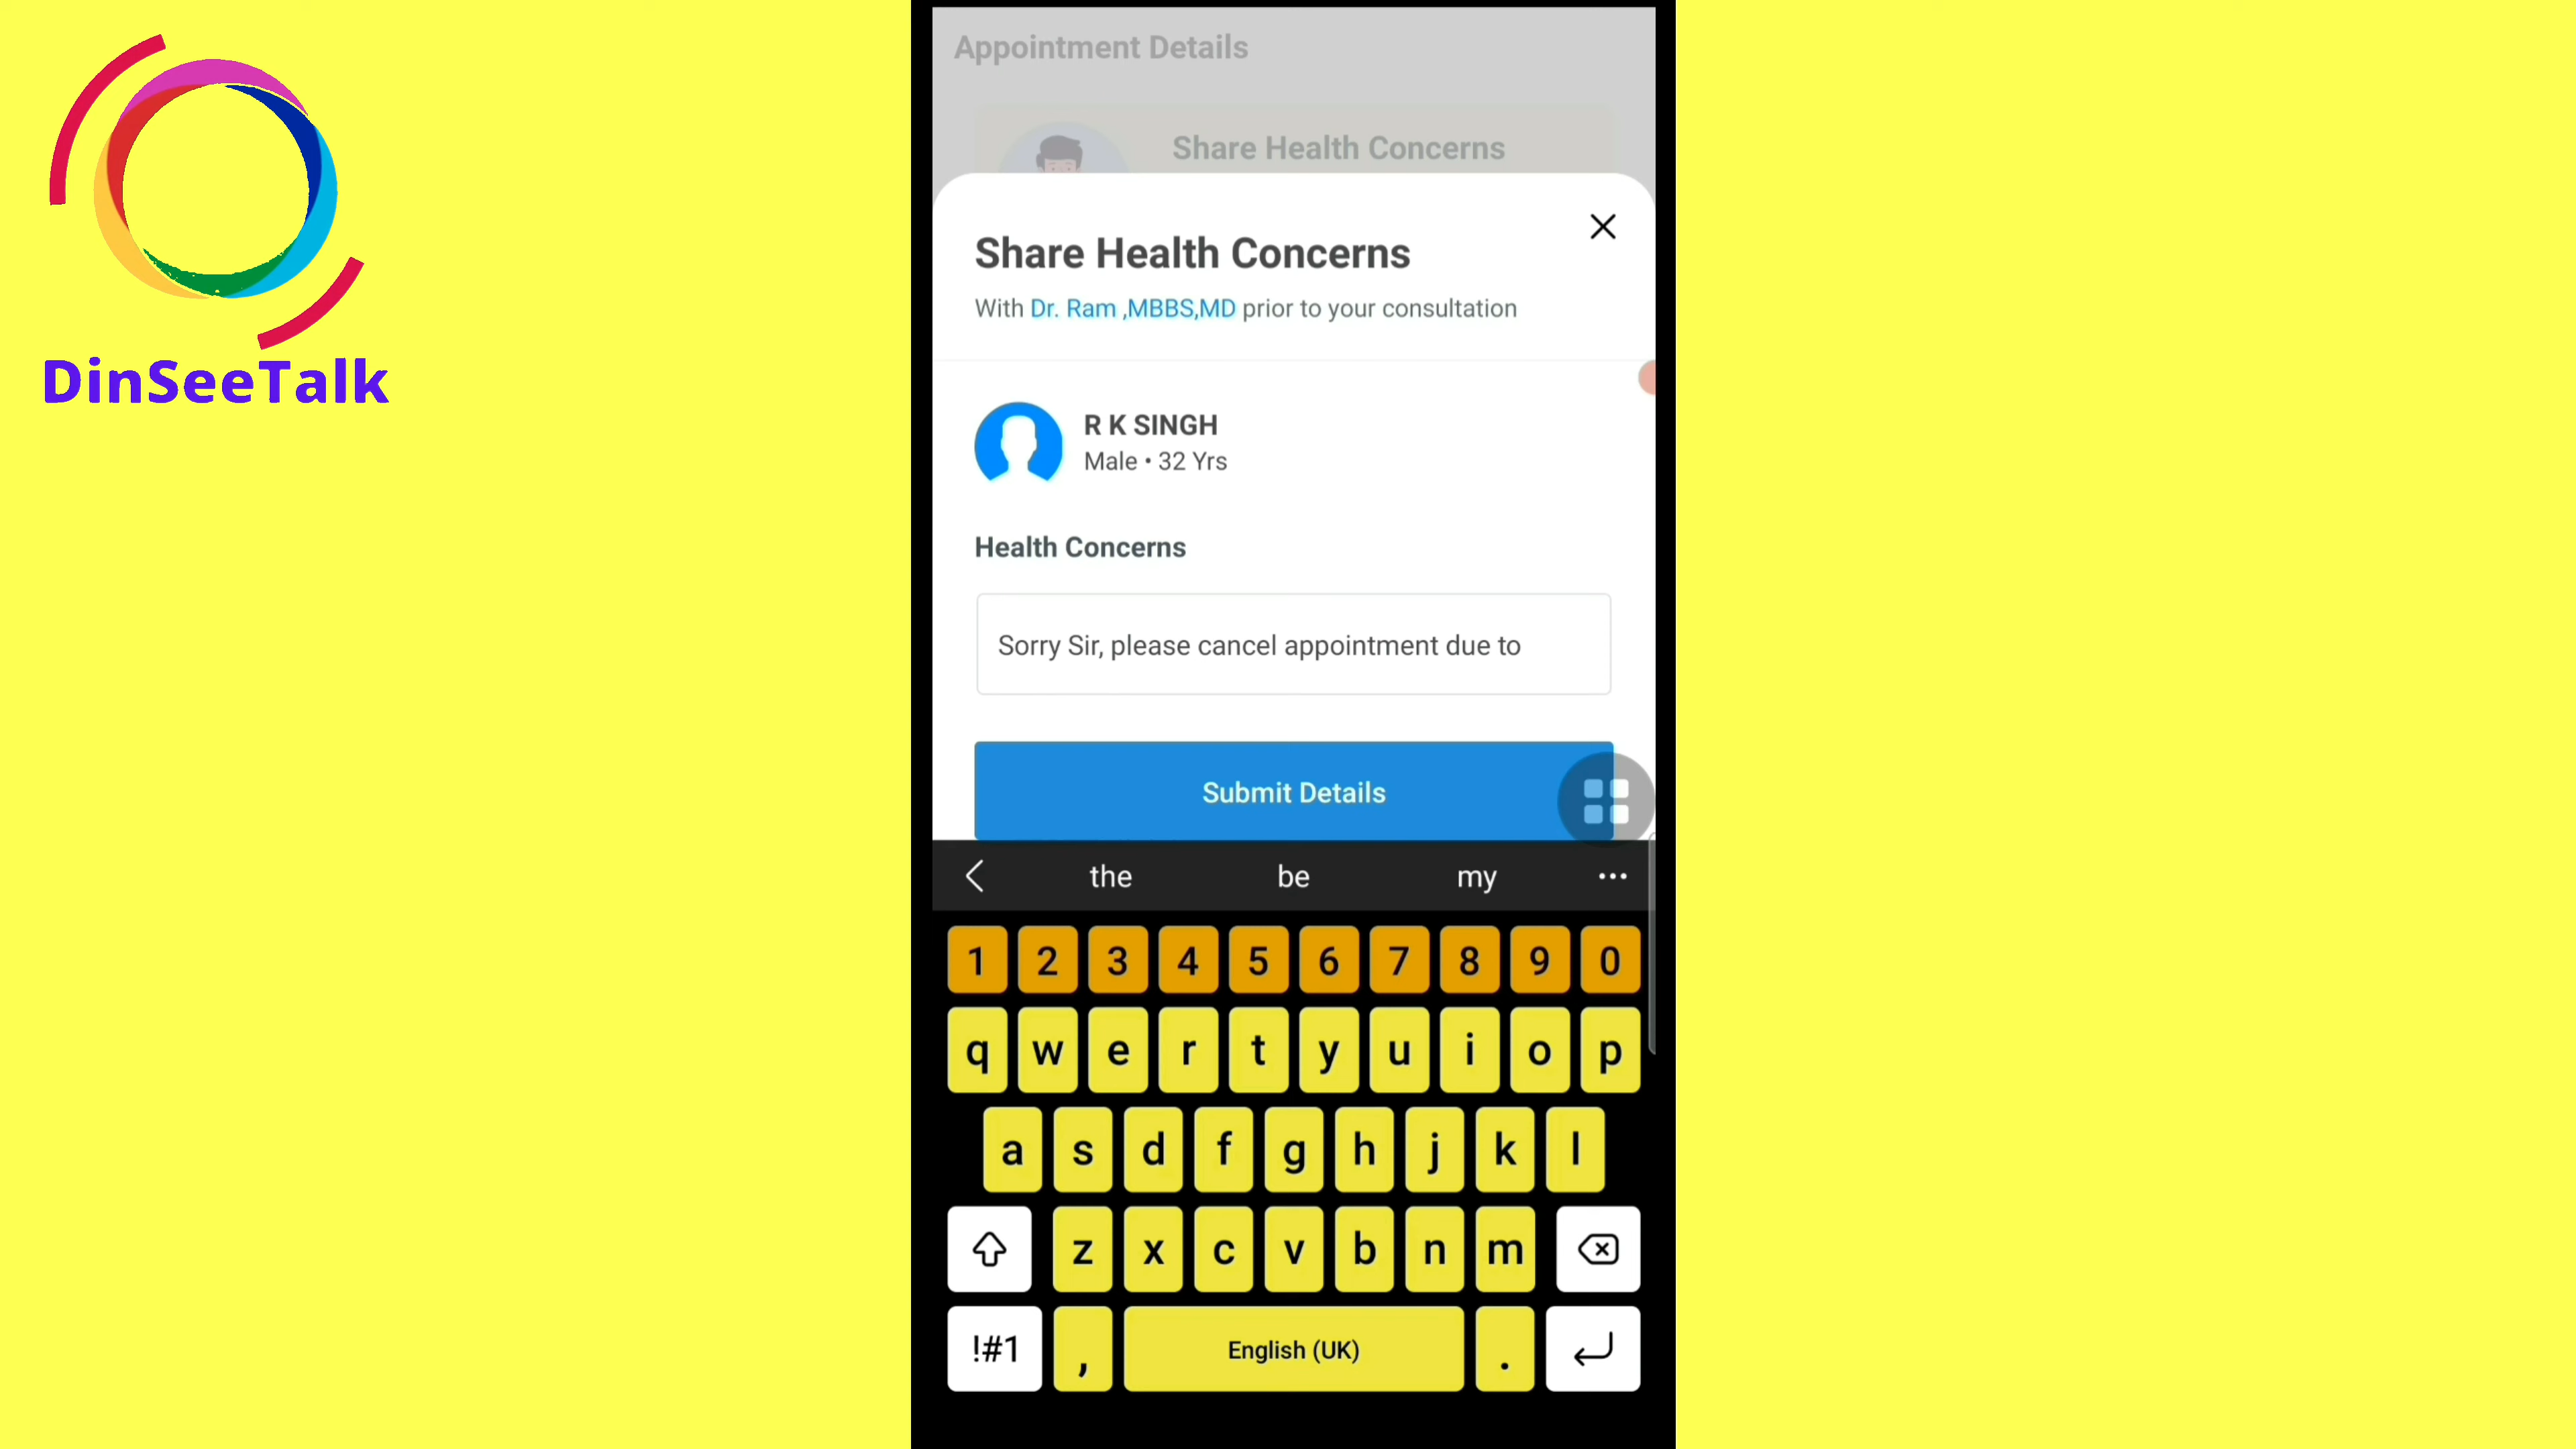 DinSeeTalk
Appointment Details
Share Health Concerns
Share Health Concerns
With Dr. Ram ,MBBS,MD prior to your consultation
R K SINGH
Male • 32 Yrs
Health Concerns
Sorry Sir, please cancel appointment due to
Submit Details
the be my
1 2 3 4 5 6 7 8 9 0
q w e r t y u i o p
a s d f g h j k l
z x c v b n m
!#1 , English (UK) .